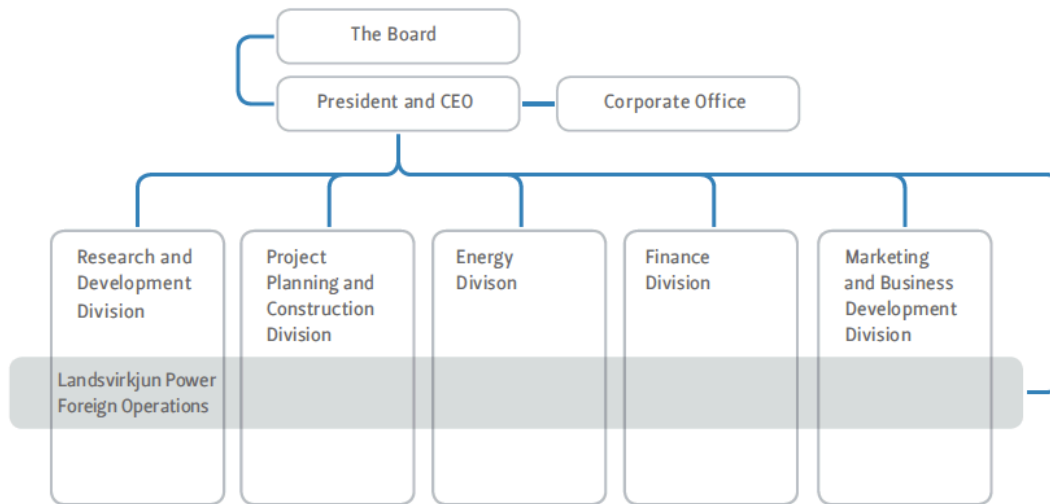 The Board
President and CEO
Corporate Office
Research and
Development
Division
Project
Planning and
Construction
Division
Energy
Divison
Finance
Division
Marketing
and Business
Development
Division
Landsvirkjun Power
Foreign Operations